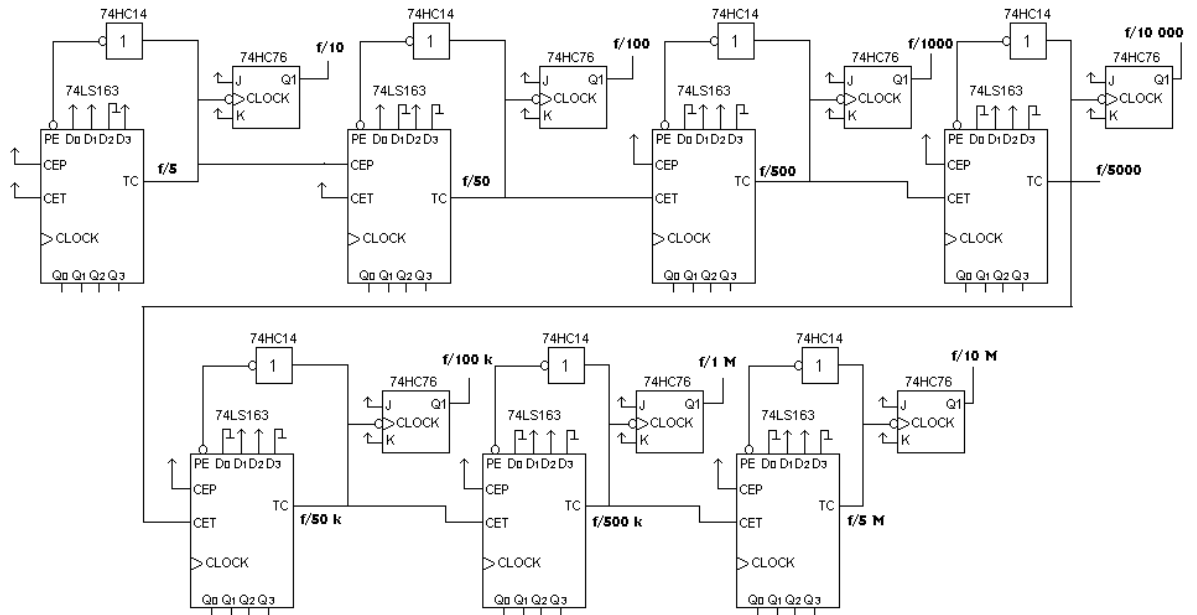 74HC14 74HC14 74HC14 74HC14
1 1 1 1
f/10 f/100 f/1000 f/10 000
74HC76 74HC76 74HC76 74HC76
J Q1 J Q1 J Q1 J Q1
CLOCK CLOCK CLOCK CLOCK
K K K K
74LS163 74LS163 74LS163 74LS163
PE D0 D1 D2 D3 PE D0 D1 D2 D3 PE D0 D1 D2 D3 PE D0 D1 D2 D3
CEP CEP CEP CEP
TC f/5 TC f/50 TC f/500 TC f/5000
CET CET CET CET
CLOCK CLOCK CLOCK CLOCK
Q0 Q1 Q2 Q3 Q0 Q1 Q2 Q3 Q0 Q1 Q2 Q3 Q0 Q1 Q2 Q3
74HC14 74HC14 74HC14
1 1 1
f/100 k f/1 M f/10 M
74HC76 74HC76 74HC76
J Q1 J Q1 J Q1
CLOCK CLOCK CLOCK
K K K
74LS163 74LS163 74LS163
PE D0 D1 D2 D3 PE D0 D1 D2 D3 PE D0 D1 D2 D3
CEP CEP CEP
TC f/50 k TC f/500 k TC f/5 M
CET CET CET
CLOCK CLOCK CLOCK
Q0 Q1 Q2 Q3 Q0 Q1 Q2 Q3 Q0 Q1 Q2 Q3